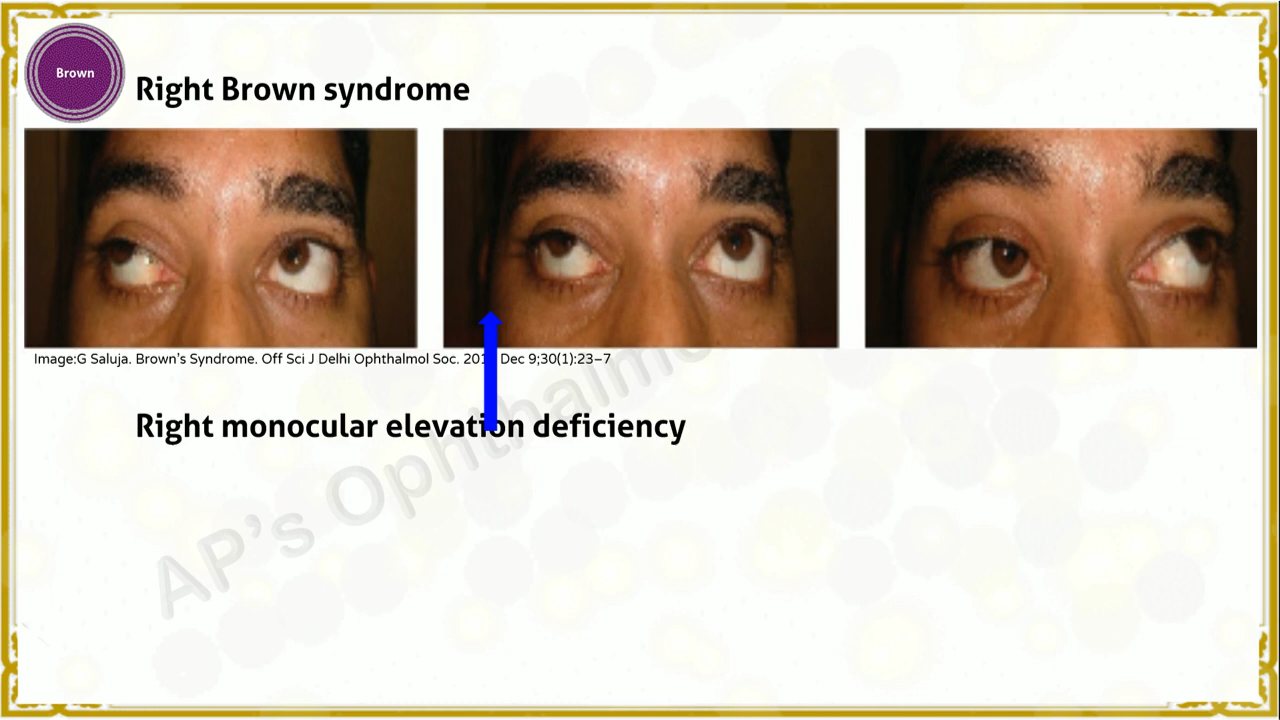 Brown
Right Brown syndrome
Image:G Saluja. Brown's Syndrome. Off Sci J Delhi Ophthalmol Soc. Dec 9;30(1):23–7
Right monocular elevation deficiency
AP's